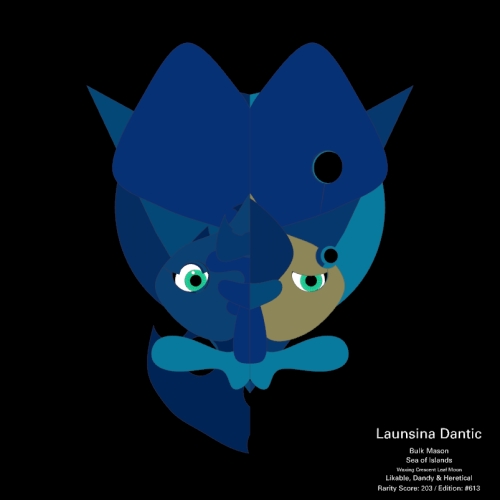 Launsina Dantic
Bulk Mason
Sea of Islands
Waxing Crescent Leaf Moon
Likable, Dandy & Heretical
Rarity Score: 203 / Edition: #613